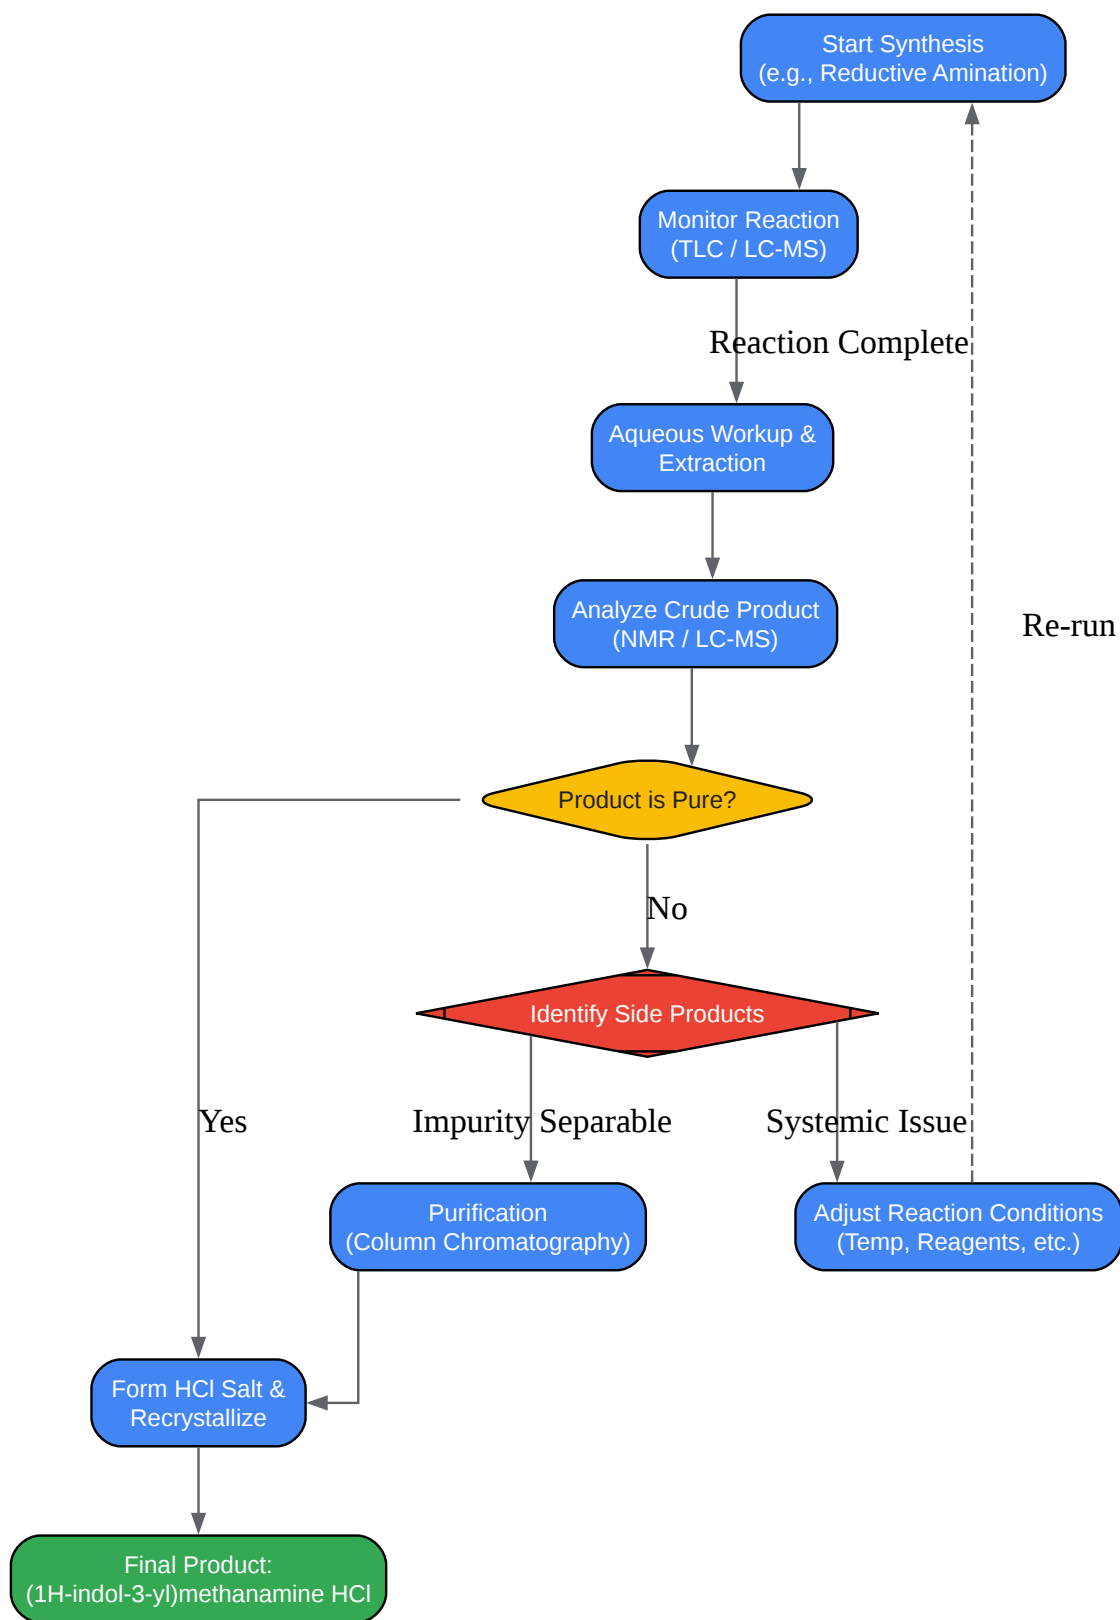 Start Synthesis
(e.g., Reductive Amination)
Monitor Reaction
(TLC / LC-MS)
Reaction Complete
Aqueous Workup &
Extraction
Analyze Crude Product
(NMR / LC-MS)
Re-run
Product is Pure?
No
Identify Side Products
Yes
Impurity Separable
Systemic Issue
Purification
(Column Chromatography)
Adjust Reaction Conditions
(Temp, Reagents, etc.)
Form HCl Salt &
Recrystallize
Final Product:
(1H-indol-3-yl)methanamine HCl